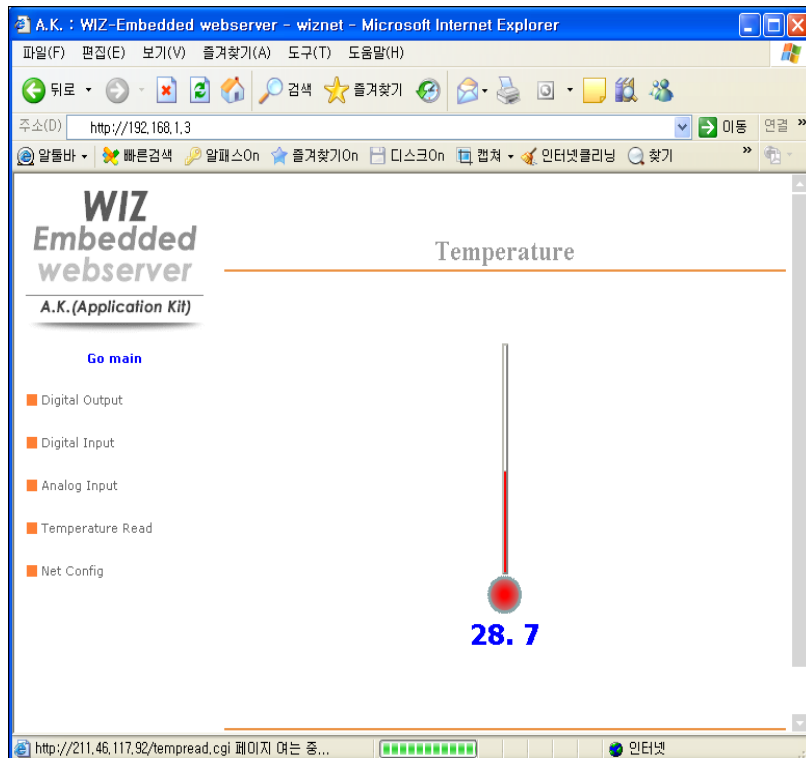 A.K. : WIZ-Embedded webserver - wiznet - Microsoft Internet Explorer
파일(F) 편집(E) 보기(V) 즐겨찾기(A) 도구(T) 도움말(H)
뒤로 검색 즐겨찾기
주소(D) http://192,168,1,3 이동 연결 »
알툴바 빠른검색 알패스On 즐겨찾기On 디스크On 캡쳐 인터넷클리닝 찾기 »
WIZ
Embedded
webserver
A.K.(Application Kit)
Temperature
Go main
Digital Output
Digital Input
Analog Input
Temperature Read
Net Config
28. 7
http://211,46,117,92/tempread,cgi 페이지 여는 중... 인터넷